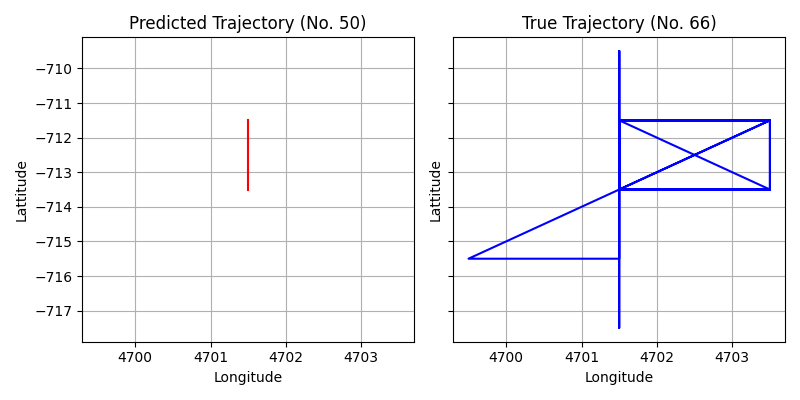 Predicted Trajectory (No. 50)
True Trajectory (No. 66)
Lattitude
−710
−711
−712
−713
−714
−715
−716
−717
4700
4701
4702
4703
Longitude
Lattitude
4700
4701
4702
4703
Longitude